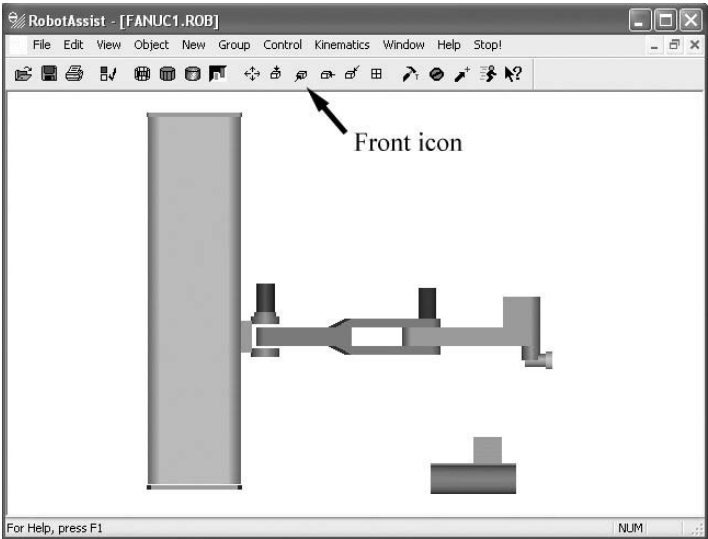 RobotAssist - [FANUC1.ROB]
File Edit View Object New Group Control Kinematics Window Help Stop!
Front icon
For Help, press F1 NUM